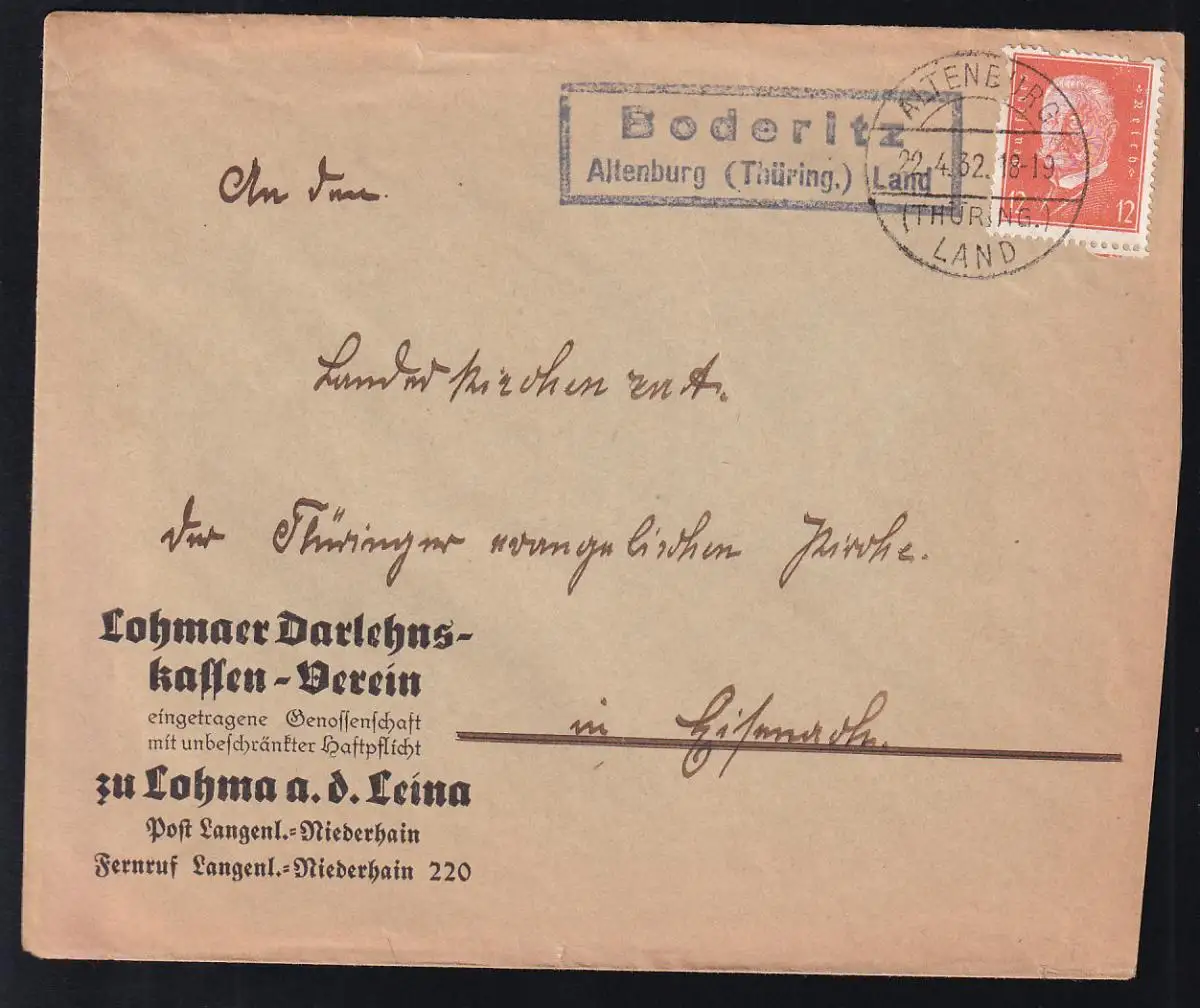 Boderitz
Altenburg (Thüring.) Land
ALTENBURG
22.4.32.18-19
(THÜRING.)
LAND
Deutsches
Reich
12 12
An den.
Landeskirchenrat.
der Thüringer evangelischen Kirche.
in Eisenach.
Lohmaer Darlehns-
kassen-Verein
eingetragene Genossenschaft
mit unbeschränkter Haftpflicht
zu Lohma a. d. Leina
Post Langenl.-Niederhain
Fernruf Langenl.-Niederhain 220